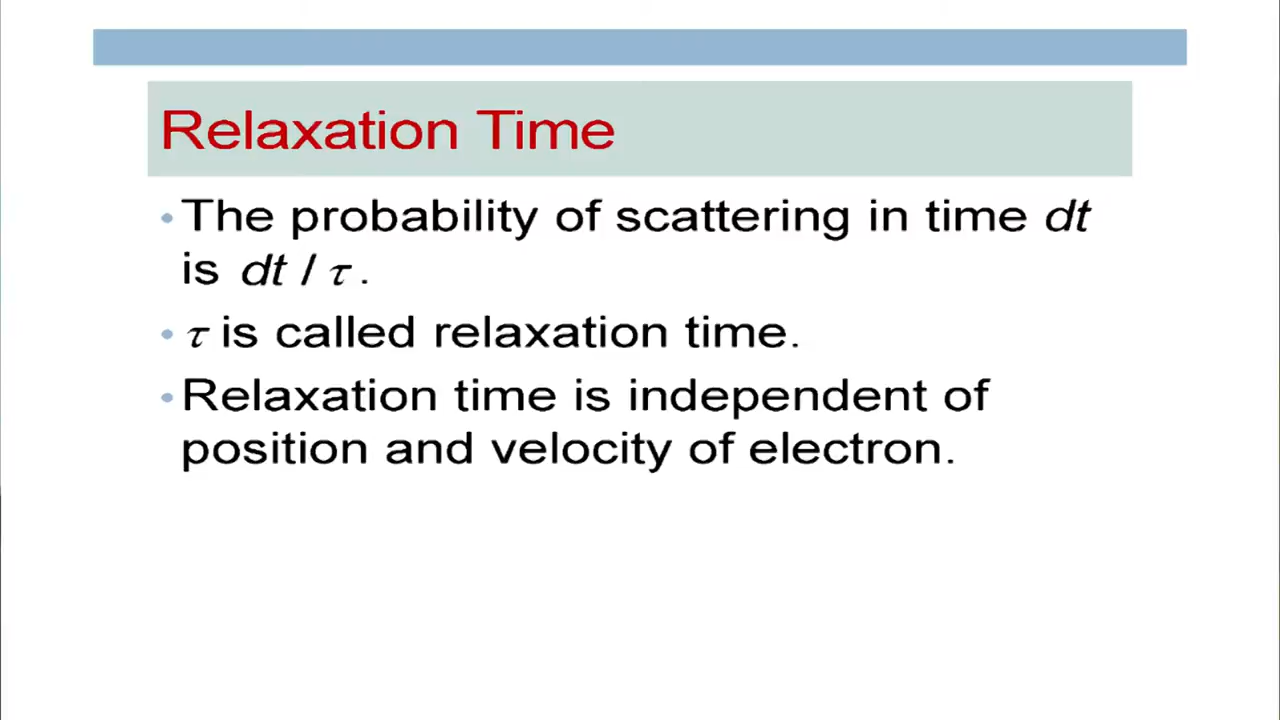 Relaxation Time
• The probability of scattering in time dt
is dt / τ.
• τ is called relaxation time.
• Relaxation time is independent of
position and velocity of electron.